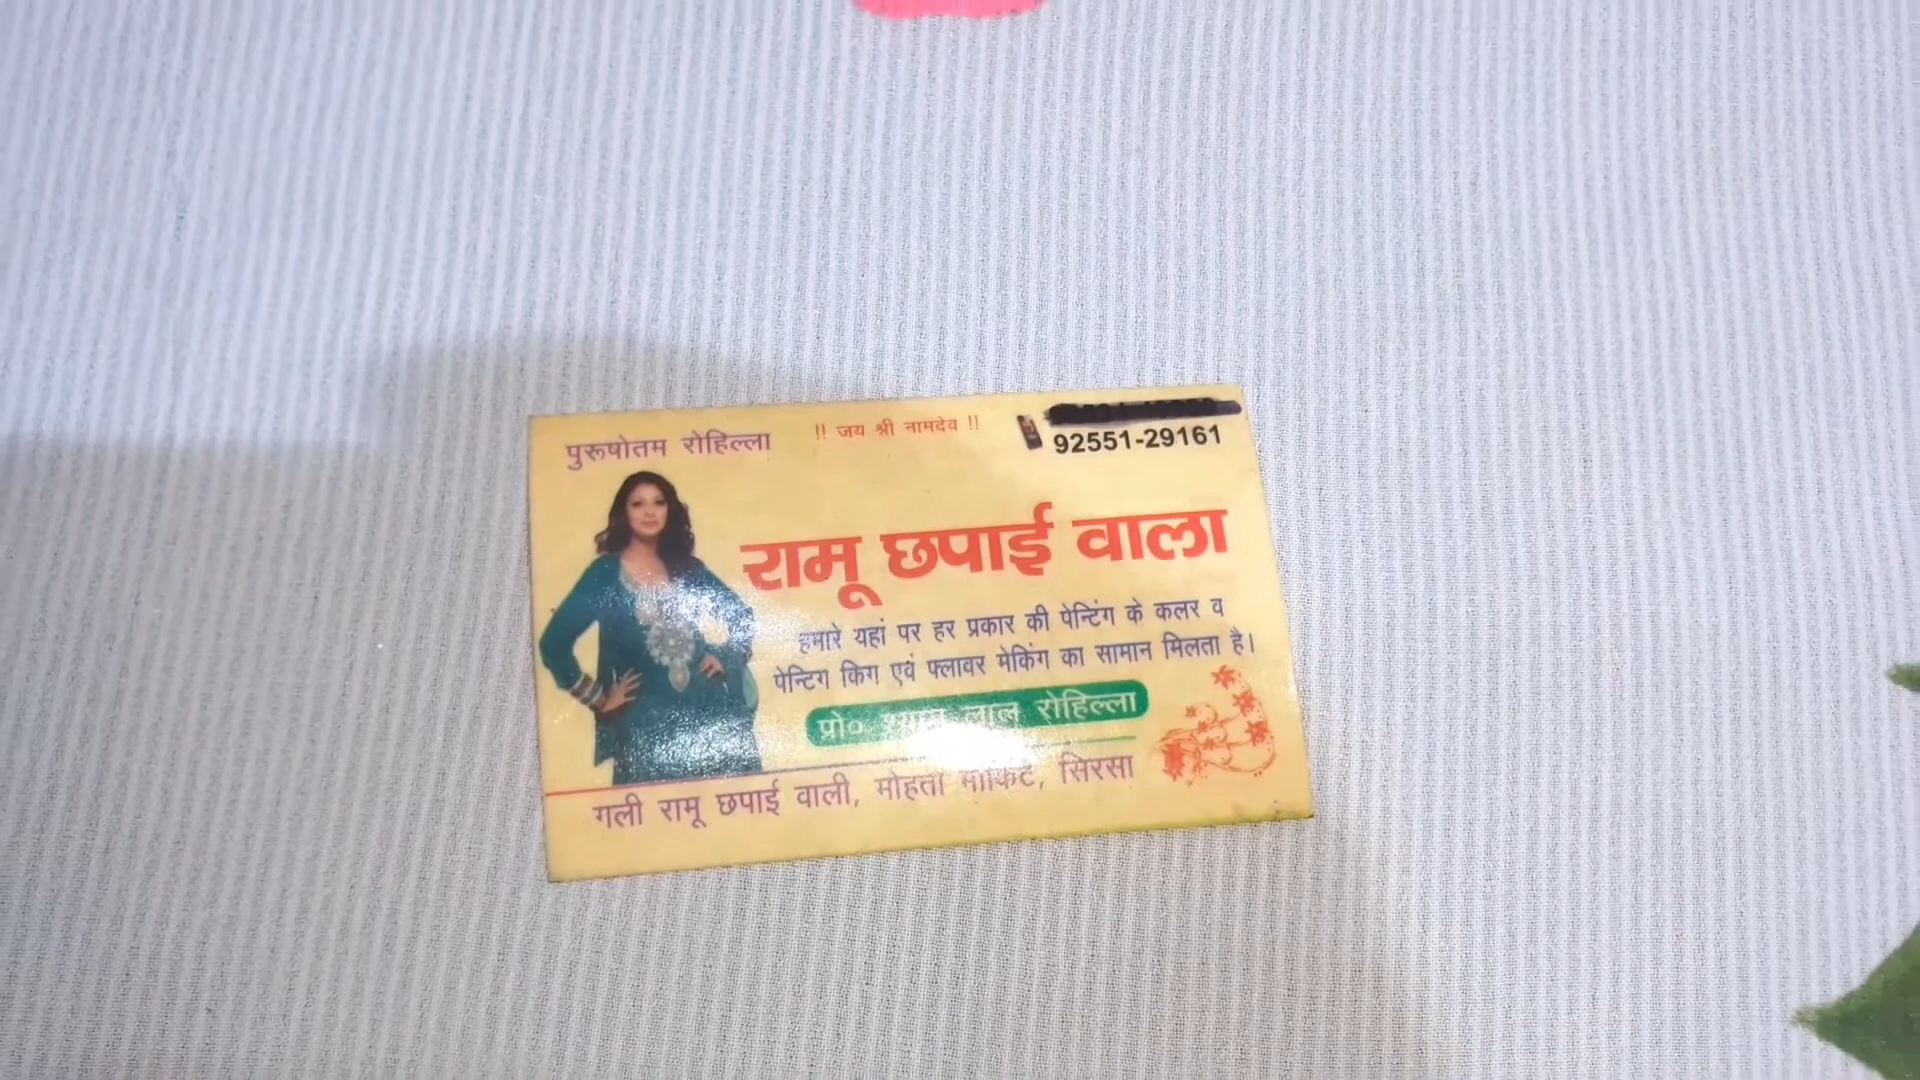 पुरूषोतम रोहिल्ला
!! जय श्री नामदेव !!
92551-29161
रामू छपाई वाला
हमारे यहां पर हर प्रकार की पेन्टिंग के कलर व
पेन्टिग किग एवं फ्लावर मेकिंग का सामान मिलता है।
प्रो० लाल रोहिल्ला
गली रामू छपाई वाली, मोहता मार्किट, सिरसा